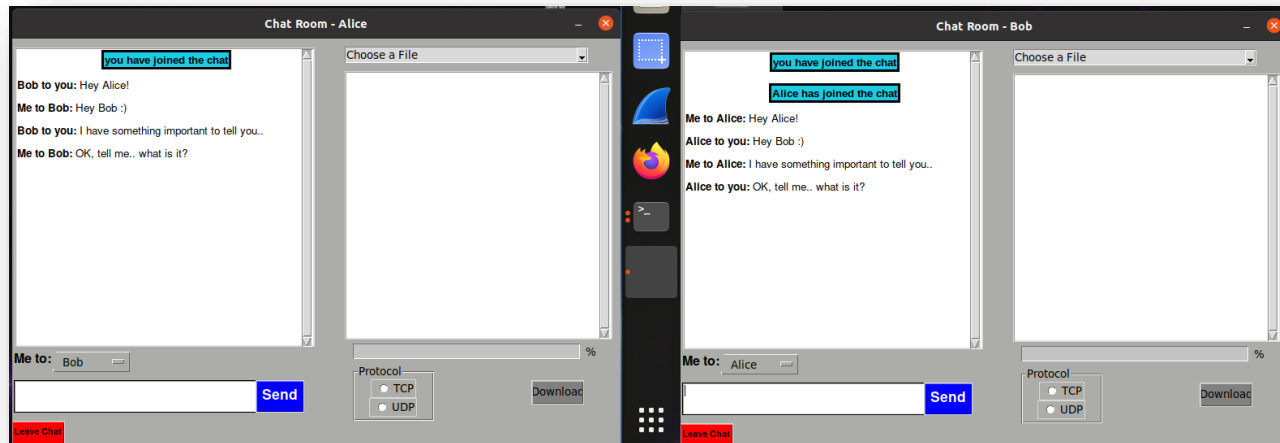 Chat Room - Alice
you have joined the chat
Bob to you: Hey Alice!
Me to Bob: Hey Bob :)
Bob to you: I have something important to tell you..
Me to Bob: OK, tell me.. what is it?
Me to: Bob
Send
Leave Chat
Choose a File
%
Protocol
TCP
UDP
Download
>_
Chat Room - Bob
you have joined the chat
Alice has joined the chat
Me to Alice: Hey Alice!
Alice to you: Hey Bob :)
Me to Alice: I have something important to tell you..
Alice to you: OK, tell me.. what is it?
Me to: Alice
Send
Leave Chat
Choose a File
%
Protocol
TCP
UDP
Download